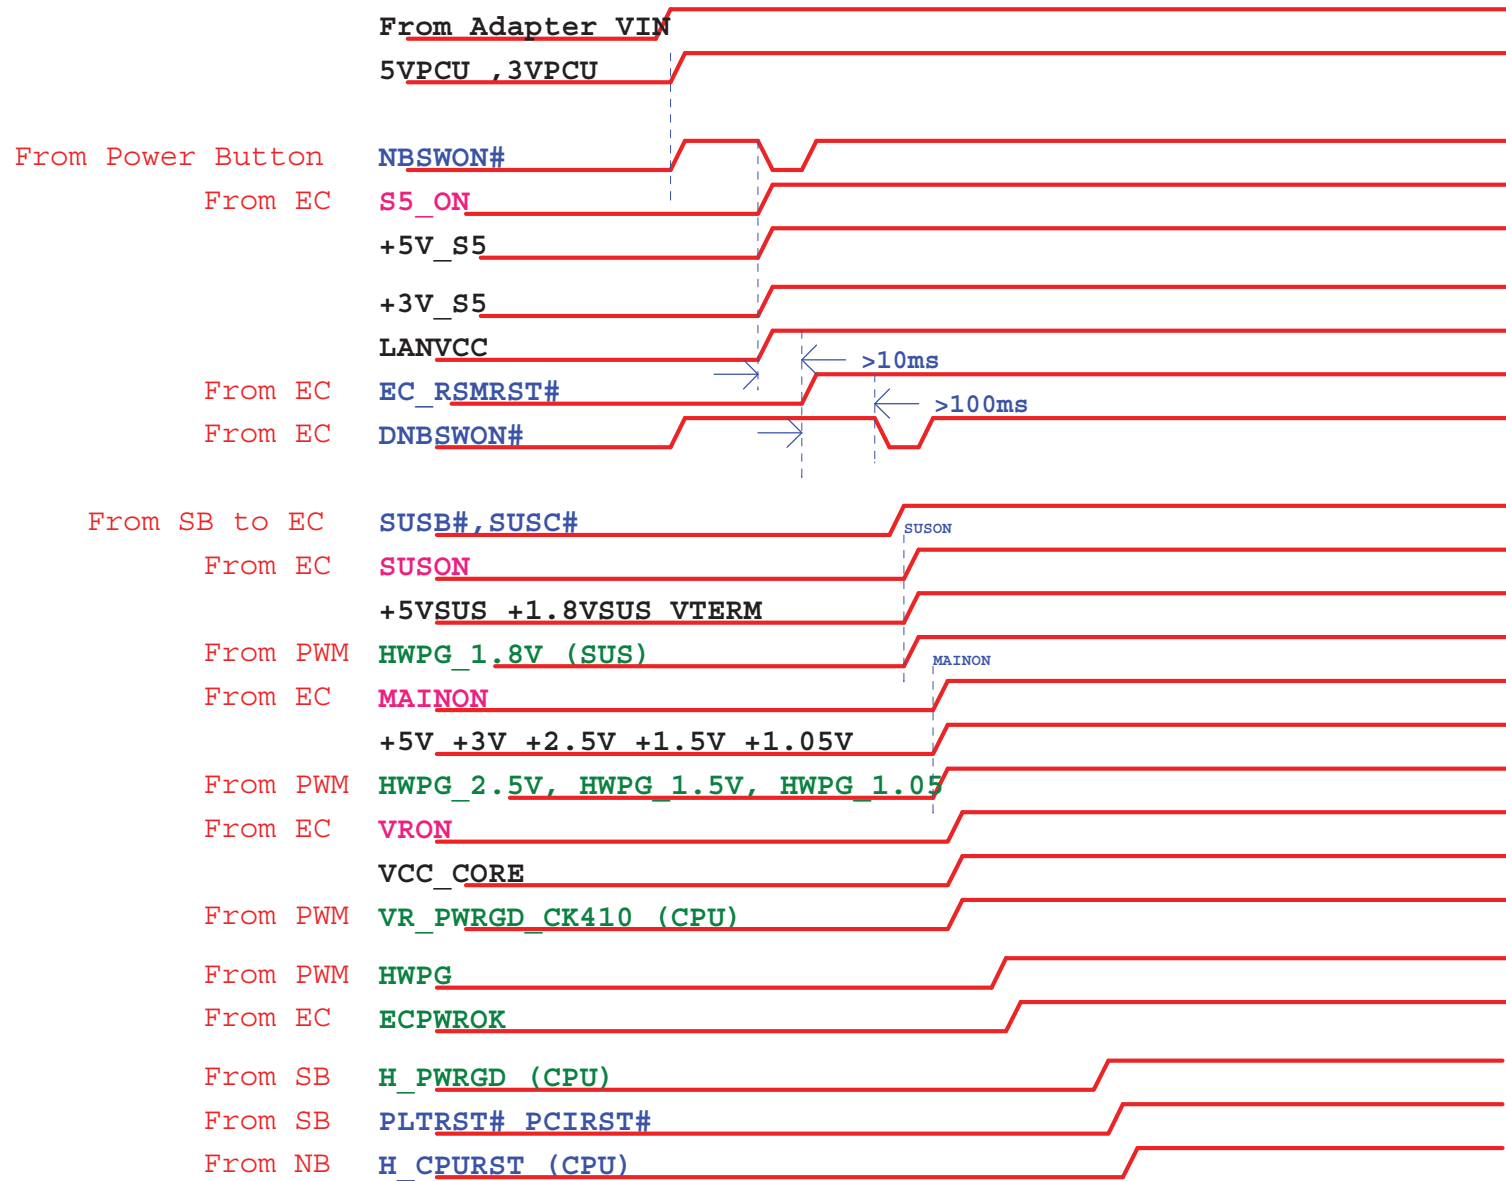 From Adapter VIN
5VPCU ,3VPCU
From Power Button NBSWON#
From EC S5_ON
+5V_S5
+3V_S5
LANVCC
>10ms
From EC EC_RSMRST#
>100ms
From EC DNBSWON#
From SB to EC SUSB#,SUSC#
SUSON
From EC SUSON
+5VSUS +1.8VSUS VTERM
From PWM HWPG_1.8V (SUS)
MAINON
From EC MAINON
+5V +3V +2.5V +1.5V +1.05V
From PWM HWPG_2.5V, HWPG_1.5V, HWPG_1.05
From EC VRON
VCC_CORE
From PWM VR_PWRGD_CK410 (CPU)
From PWM HWPG
From EC ECPWROK
From SB H_PWRGD (CPU)
From SB PLTRST# PCIRST#
From NB H_CPURST (CPU)